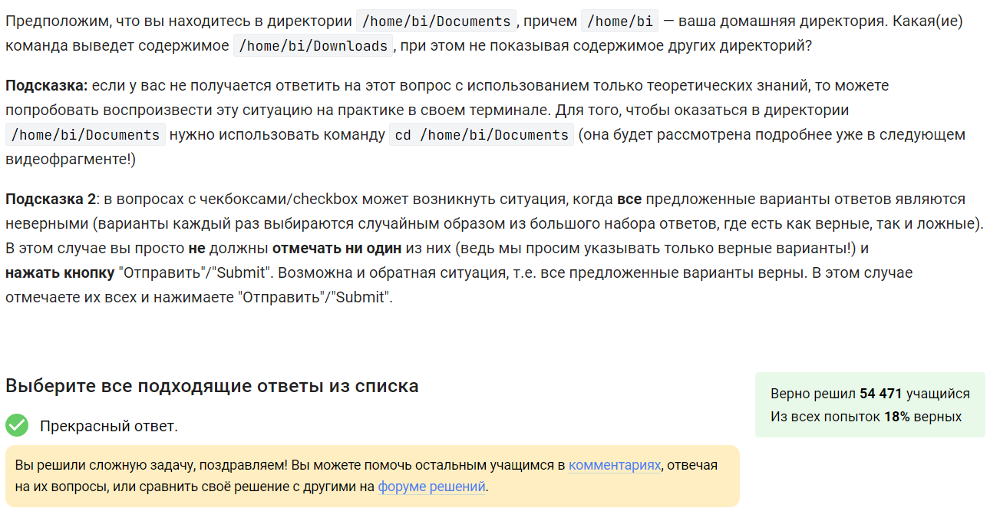 Предположим, что вы находитесь в директории /home/bi/Documents, причем /home/bi — ваша домашняя директория. Какая(ие)
команда выведет содержимое /home/bi/Downloads, при этом не показывая содержимое других директорий?
Подсказка: если у вас не получается ответить на этот вопрос с использованием только теоретических знаний, то можете
попробовать воспроизвести эту ситуацию на практике в своем терминале. Для того, чтобы оказаться в директории
/home/bi/Documents нужно использовать команду cd /home/bi/Documents (она будет рассмотрена подробнее уже в следующем
видеофрагменте!)
Подсказка 2: в вопросах с чекбоксами/checkbox может возникнуть ситуация, когда все предложенные варианты ответов являются
неверными (варианты каждый раз выбираются случайным образом из большого набора ответов, где есть как верные, так и ложные).
В этом случае вы просто не должны отмечать ни один из них (ведь мы просим указывать только верные варианты!) и
нажать кнопку "Отправить"/"Submit". Возможна и обратная ситуация, т.е. все предложенные варианты верны. В этом случае
отмечаете их всех и нажимаете "Отправить"/"Submit".
Выберите все подходящие ответы из списка
Верно решил 54 471 учащийся
Из всех попыток 18% верных
Прекрасный ответ.
Вы решили сложную задачу, поздравляем! Вы можете помочь остальным учащимся в комментариях, отвечая
на их вопросы, или сравнить своё решение с другими на форуме решений.